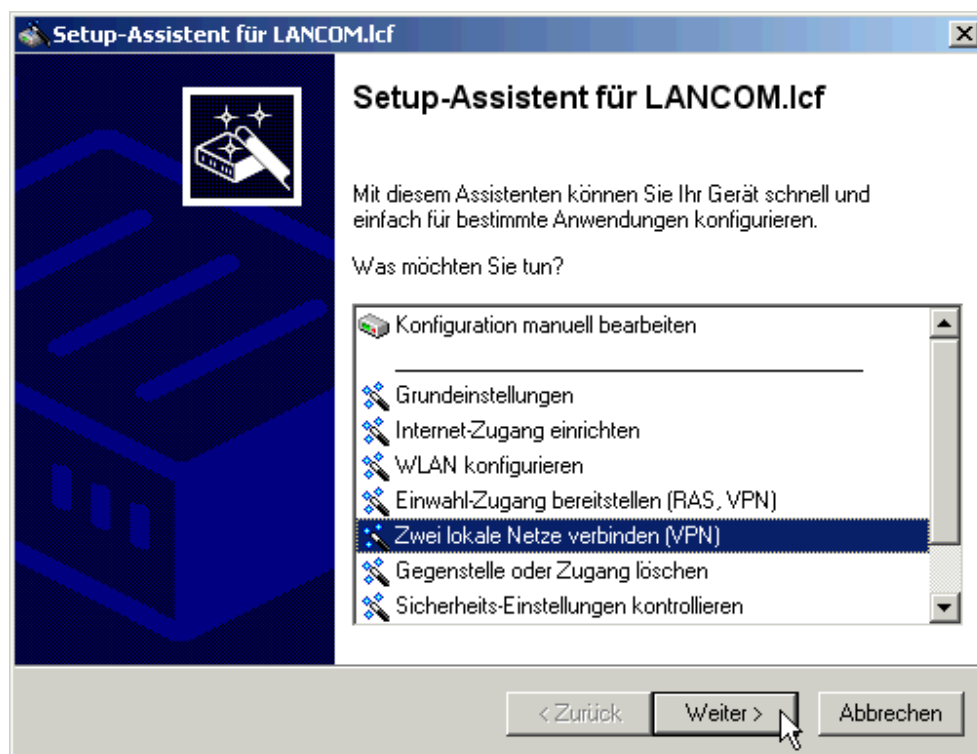 Setup-Assistent für LANCOM.lcf
Setup-Assistent für LANCOM.lcf
Mit diesem Assistenten können Sie Ihr Gerät schnell und
einfach für bestimmte Anwendungen konfigurieren.
Was möchten Sie tun?
Konfiguration manuell bearbeiten
Grundeinstellungen
Internet-Zugang einrichten
WLAN konfigurieren
Einwahl-Zugang bereitstellen (RAS, VPN)
Zwei lokale Netze verbinden (VPN)
Gegenstelle oder Zugang löschen
Sicherheits-Einstellungen kontrollieren
< Zurück
Weiter >
Abbrechen